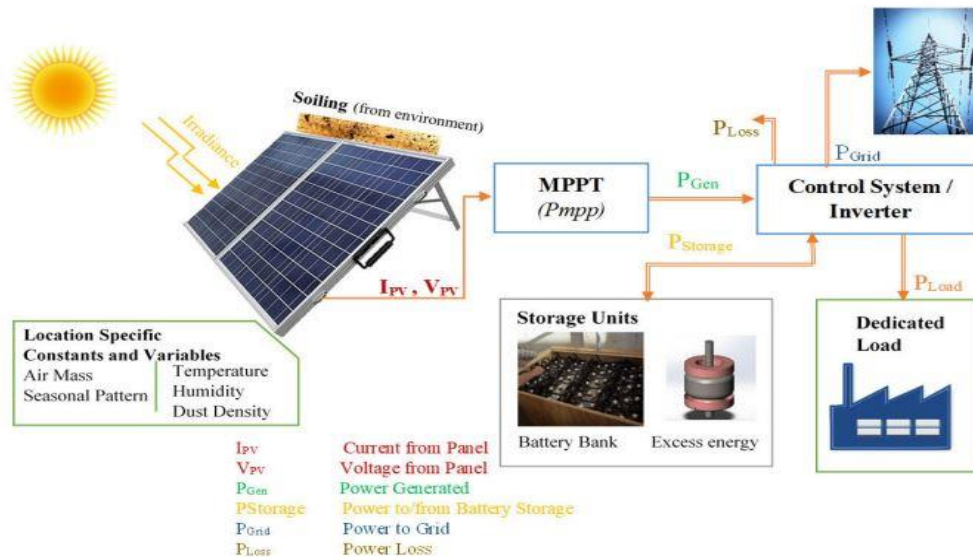 Soiling (from environment)
Irradiance
MPPT
(Pmpp)
PGen
PLoss
PGrid
Control System /
Inverter
PStorage
PLoad
IPV , VPV
Location Specific
Constants and Variables
Air Mass
Seasonal Pattern
Temperature
Humidity
Dust Density
Storage Units
Battery Bank
Excess energy
Dedicated
Load
IPV Current from Panel
VPV Voltage from Panel
PGen Power Generated
PStorage Power to/from Battery Storage
PGrid Power to Grid
PLoss Power Loss